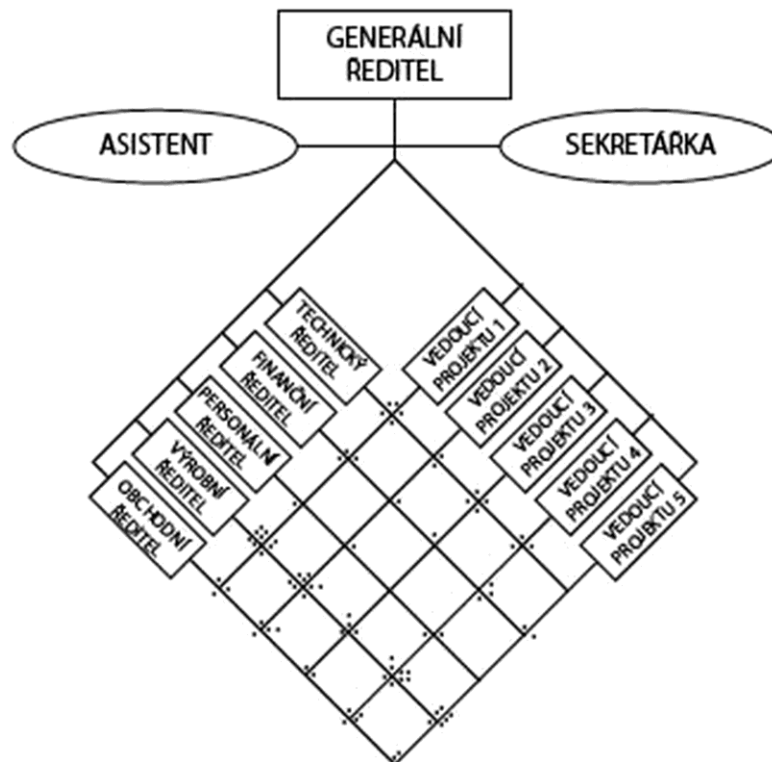 GENERÁLNÍ
ŘEDITEL
ASISTENT
SEKRETÁŘKA
TECHNICKÝ
ŘEDITEL
FINANČNÍ
ŘEDITEL
PERSONÁLNÍ
ŘEDITEL
VÝROBNÍ
ŘEDITEL
OBCHODNÍ
ŘEDITEL
VEDOUCÍ
PROJEKTU 1
VEDOUCÍ
PROJEKTU 2
VEDOUCÍ
PROJEKTU 3
VEDOUCÍ
PROJEKTU 4
VEDOUCÍ
PROJEKTU 5